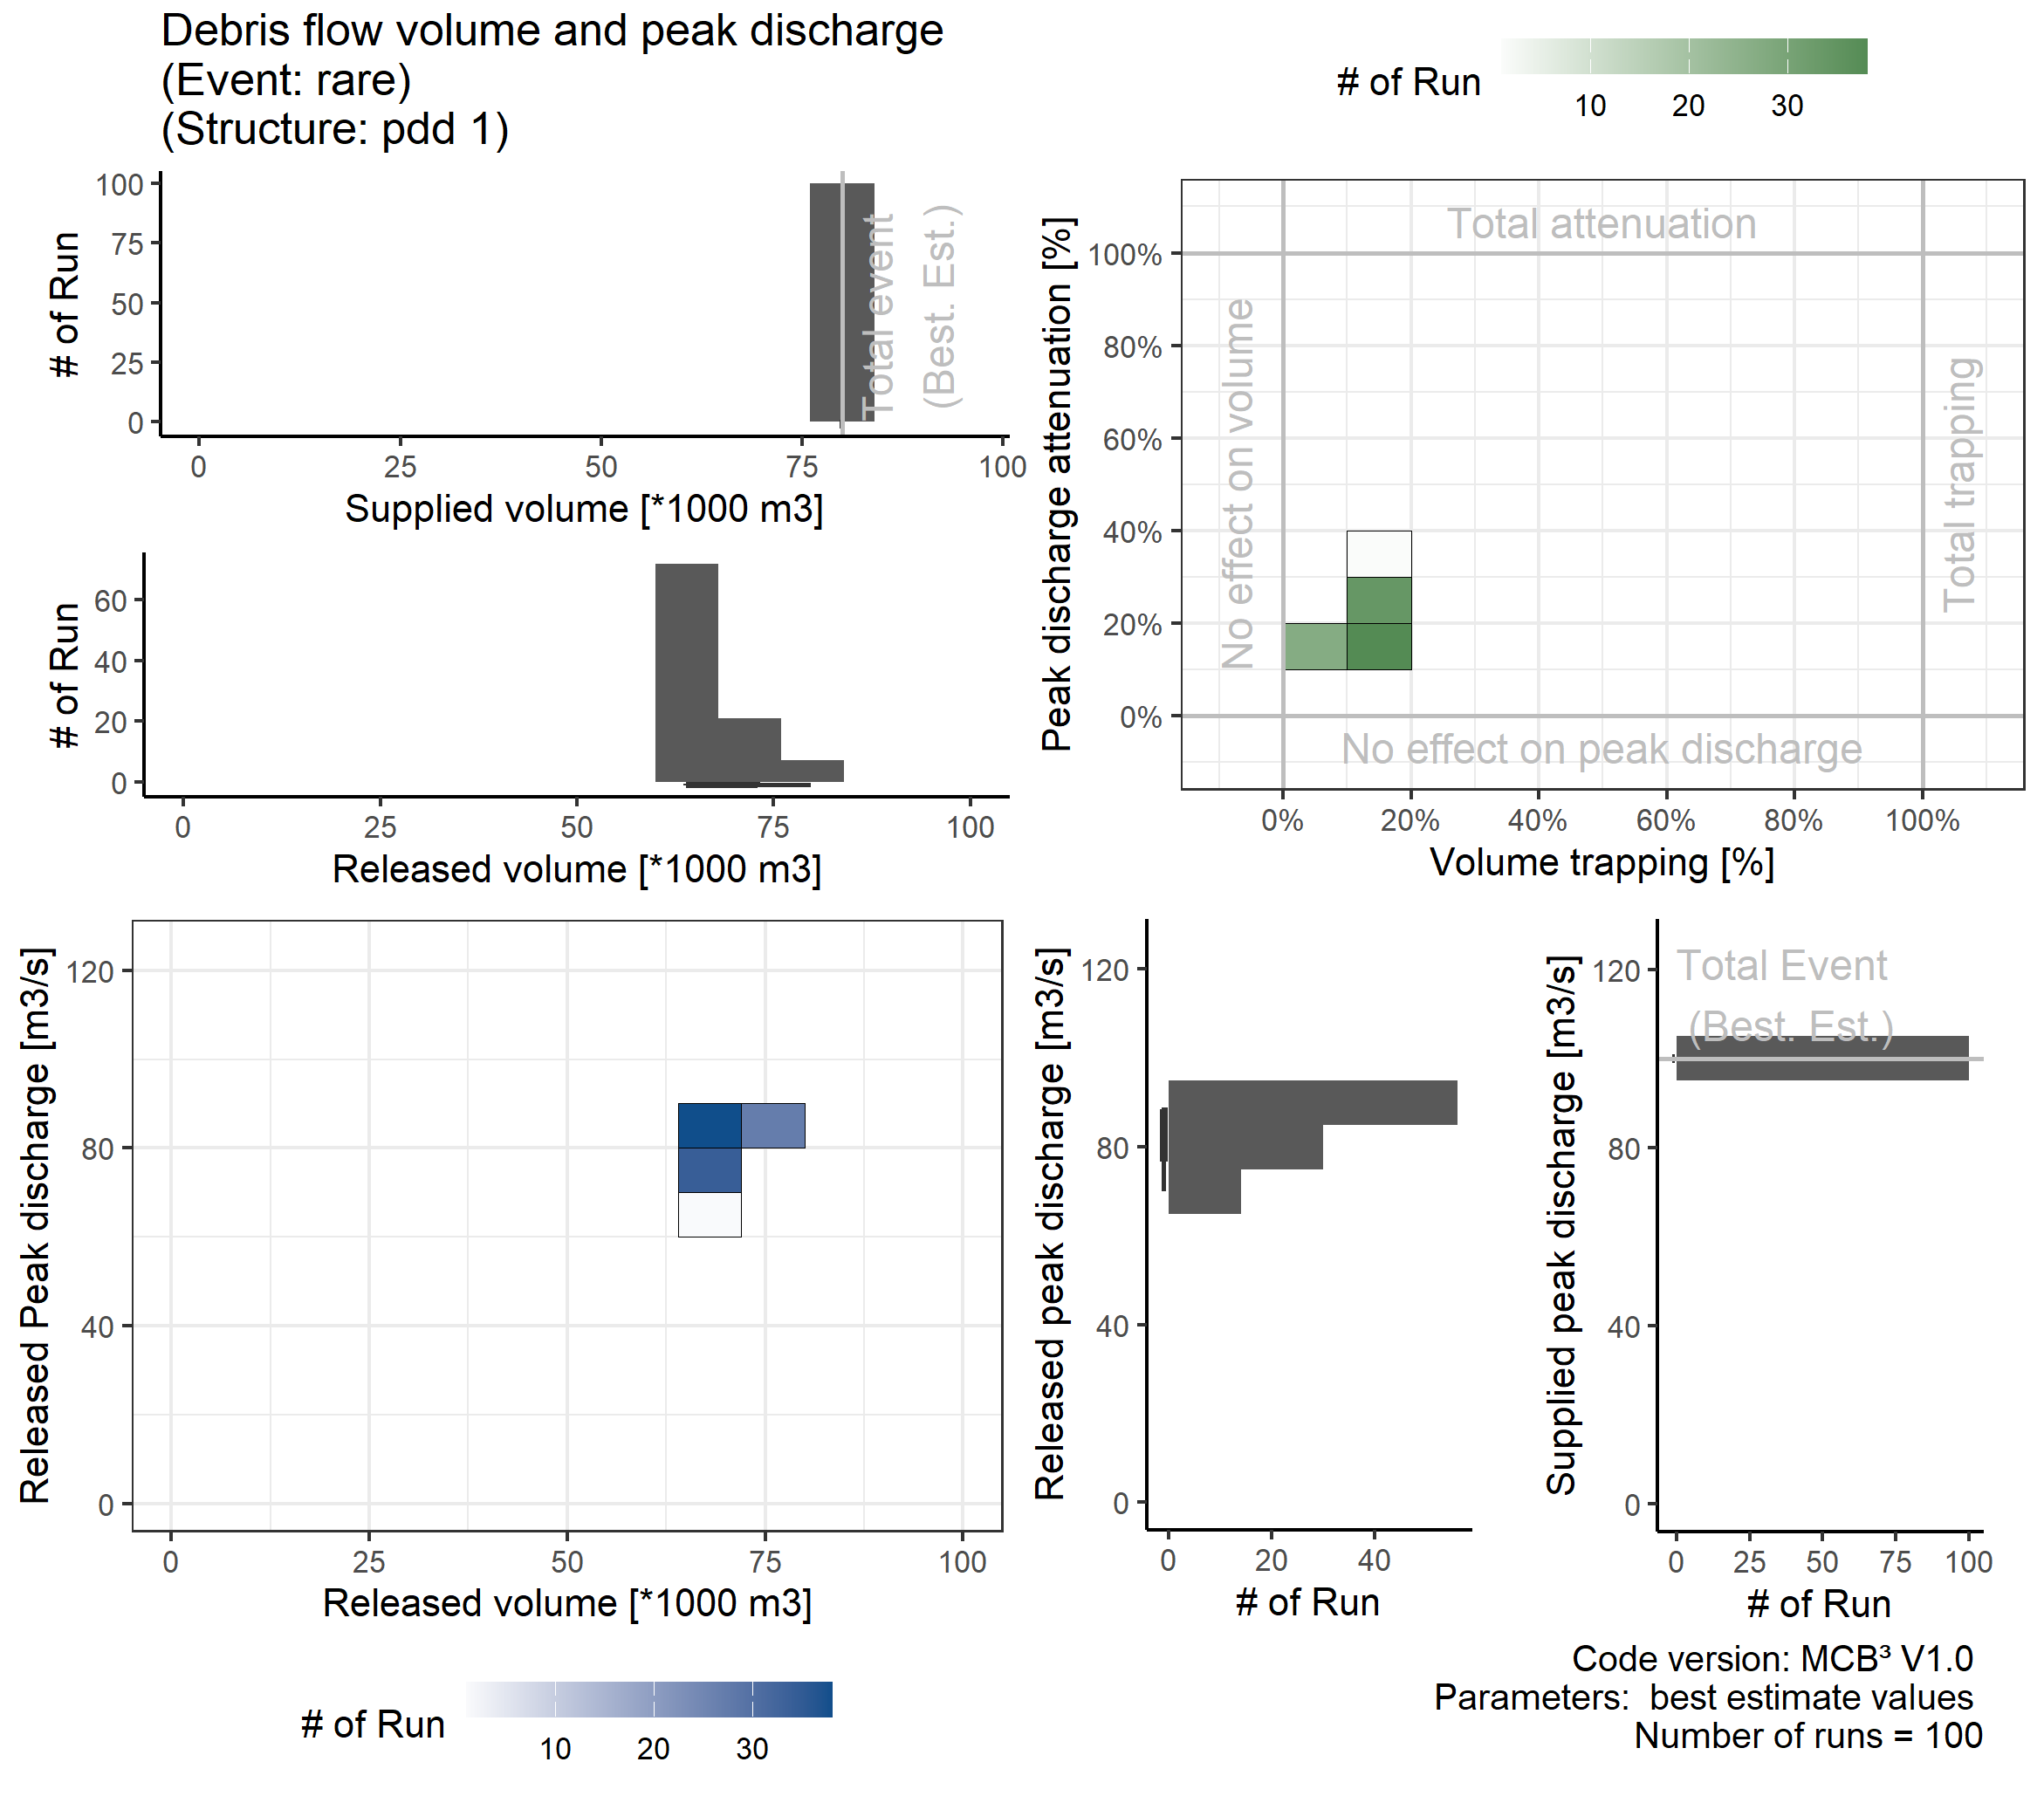 Debris flow volume and peak discharge
(Event: rare)
(Structure: pdd 1)
# of Run
10 20 30
# of Run
100
75
50
25
0
Total event
(Best. Est.)
0 25 50 75 100
Supplied volume [*1000 m3]
# of Run
60
40
20
0
0 25 50 75 100
Released volume [*1000 m3]
Peak discharge attenuation [%]
100%
80%
60%
40%
20%
0%
Total attenuation
No effect on volume
Total trapping
No effect on peak discharge
0% 20% 40% 60% 80% 100%
Volume trapping [%]
Released Peak discharge [m3/s]
120
80
40
0
0 25 50 75 100
Released volume [*1000 m3]
# of Run
10 20 30
Released peak discharge [m3/s]
120
80
40
0
0 20 40
# of Run
Supplied peak discharge [m3/s]
120
80
40
0
Total Event
(Best. Est.)
0 25 50 75 100
# of Run
Code version: MCB³ V1.0
Parameters:  best estimate values
Number of runs = 100